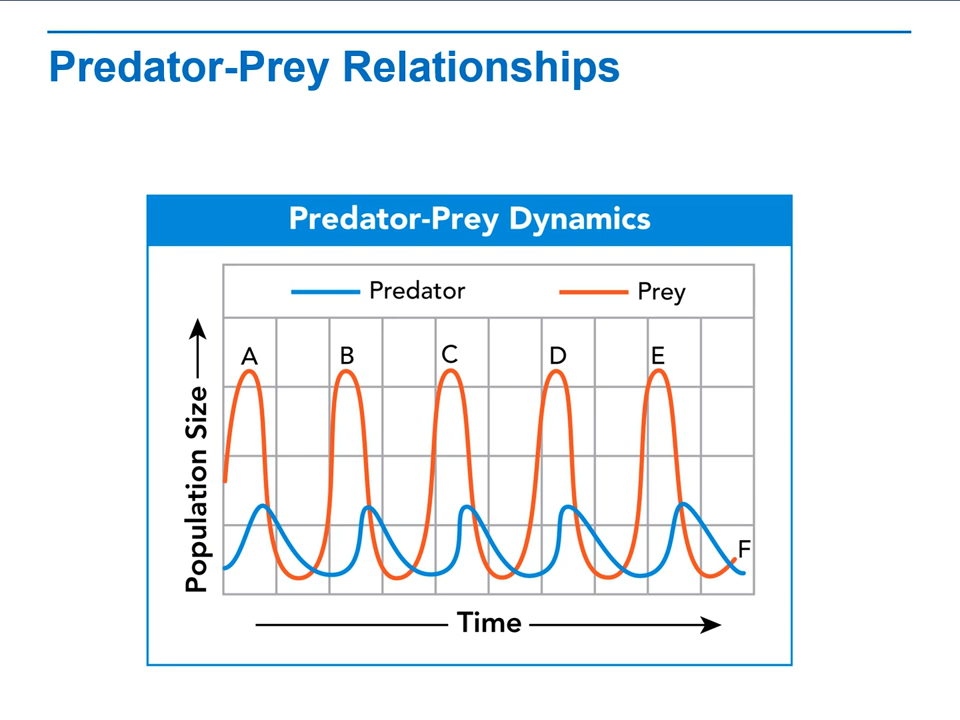 Predator-Prey Relationships
Predator-Prey Dynamics
Predator
Prey
A
B
C
D
E
F
Population Size
Time